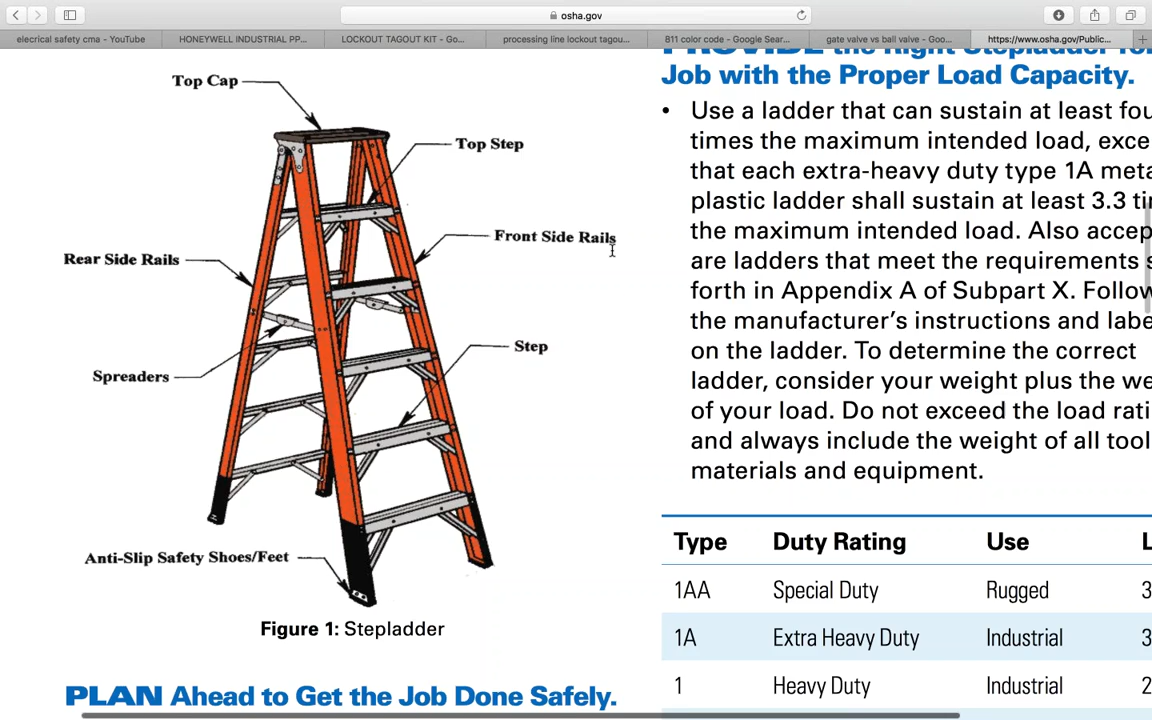 osha.gov
elecrical safety cma - YouTube
HONEYWELL INDUSTRIAL PP...
LOCKOUT TAGOUT KIT - Go...
processing line lockout tagou...
811 color code - Google Sear...
gate valve vs ball valve - Goo...
https://www.osha.gov/Public...
Top Cap
Top Step
Front Side Rails
Rear Side Rails
Step
Spreaders
Anti-Slip Safety Shoes/Feet
Figure 1: Stepladder
PLAN Ahead to Get the Job Done Safely.
PROVIDE the Right Stepladder for
Job with the Proper Load Capacity.
• Use a ladder that can sustain at least fou
times the maximum intended load, exce
that each extra-heavy duty type 1A meta
plastic ladder shall sustain at least 3.3 ti
the maximum intended load. Also accep
are ladders that meet the requirements s
forth in Appendix A of Subpart X. Follow
the manufacturer's instructions and labe
on the ladder. To determine the correct
ladder, consider your weight plus the we
of your load. Do not exceed the load rati
and always include the weight of all tool
materials and equipment.
Type Duty Rating Use L
1AA Special Duty Rugged 3
1A Extra Heavy Duty Industrial 3
1 Heavy Duty Industrial 2